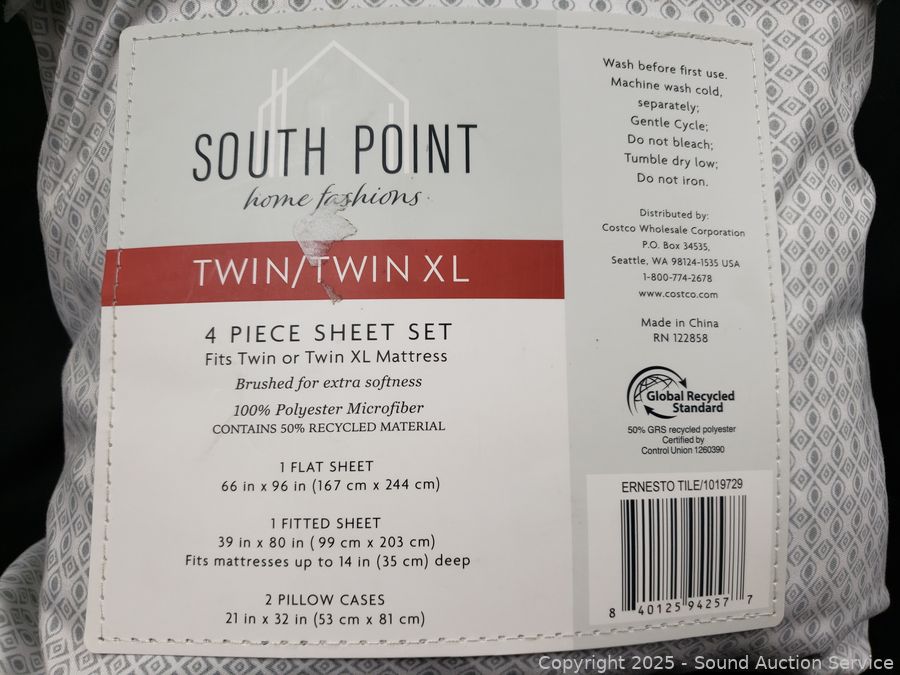 SOUTH POINT
home fashions
TWIN/TWIN XL
4 PIECE SHEET SET
Fits Twin or Twin XL Mattress
Brushed for extra softness
100% Polyester Microfiber
CONTAINS 50% RECYCLED MATERIAL
1 FLAT SHEET
66 in x 96 in (167 cm x 244 cm)
1 FITTED SHEET
39 in x 80 in ( 99 cm x 203 cm)
Fits mattresses up to 14 in (35 cm) deep
2 PILLOW CASES
21 in x 32 in (53 cm x 81 cm)
Wash before first use.
Machine wash cold,
separately;
Gentle Cycle;
Do not bleach;
Tumble dry low;
Do not iron.
Distributed by:
Costco Wholesale Corporation
P.O. Box 34535,
Seattle, WA 98124-1535 USA
1-800-774-2678
www.costco.com
Made in China
RN 122858
Global Recycled
Standard
50% GRS recycled polyester
Certified by
Control Union 1260390
ERNESTO TILE/1019729
8 40125 94257 7
Copyright 2025 - Sound Auction Service